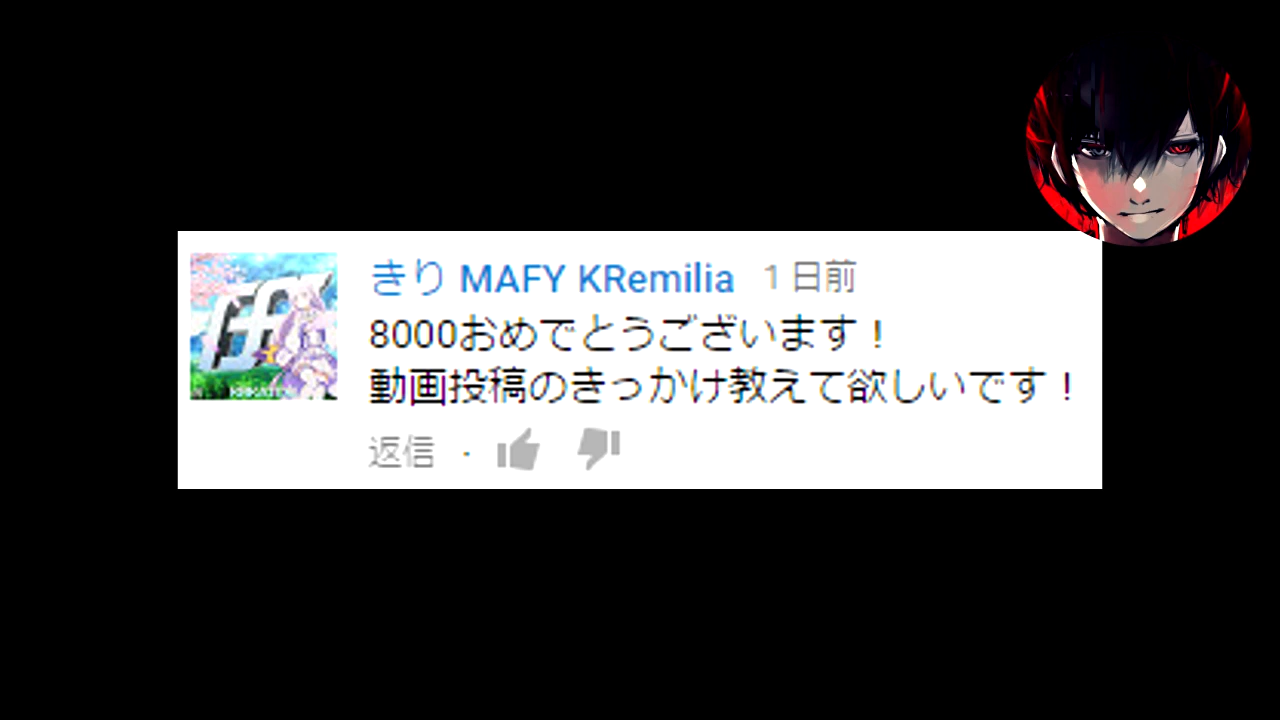 きり MAFY KRemilia 1 日前
8000おめでとうございます！
動画投稿のきっかけ教えて欲しいです！
返信 ·